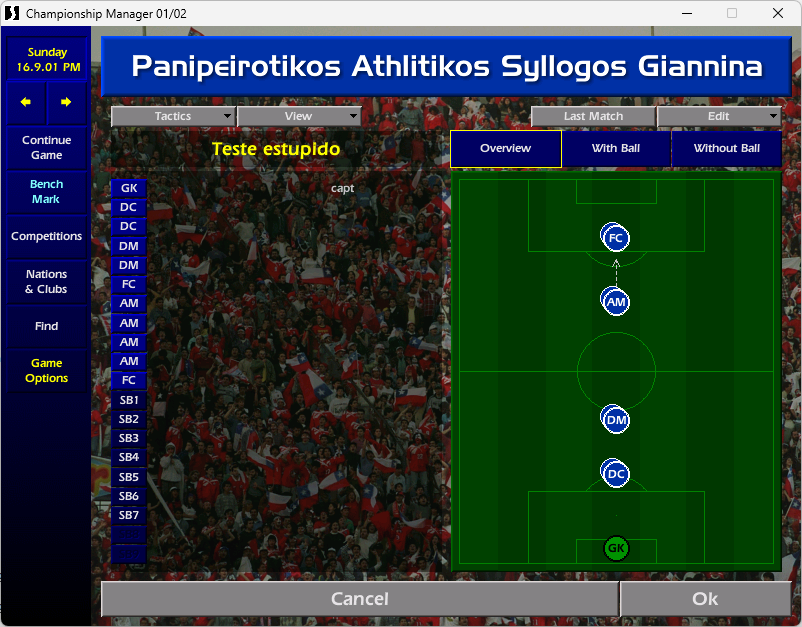 Championship Manager 01/02
Sunday
16.9.01 PM
Continue
Game
Bench
Mark
Competitions
Nations
& Clubs
Find
Game
Options
Panipeirotikos Athlitikos Syllogos Giannina
Tactics
View
Last Match
Edit
Teste estupido
Overview
With Ball
Without Ball
GK capt
DC
DC
DM
DM
FC
AM
AM
AM
AM
FC
SB1
SB2
SB3
SB4
SB5
SB6
SB7
FC
AM
DM
DC
GK
Cancel
Ok